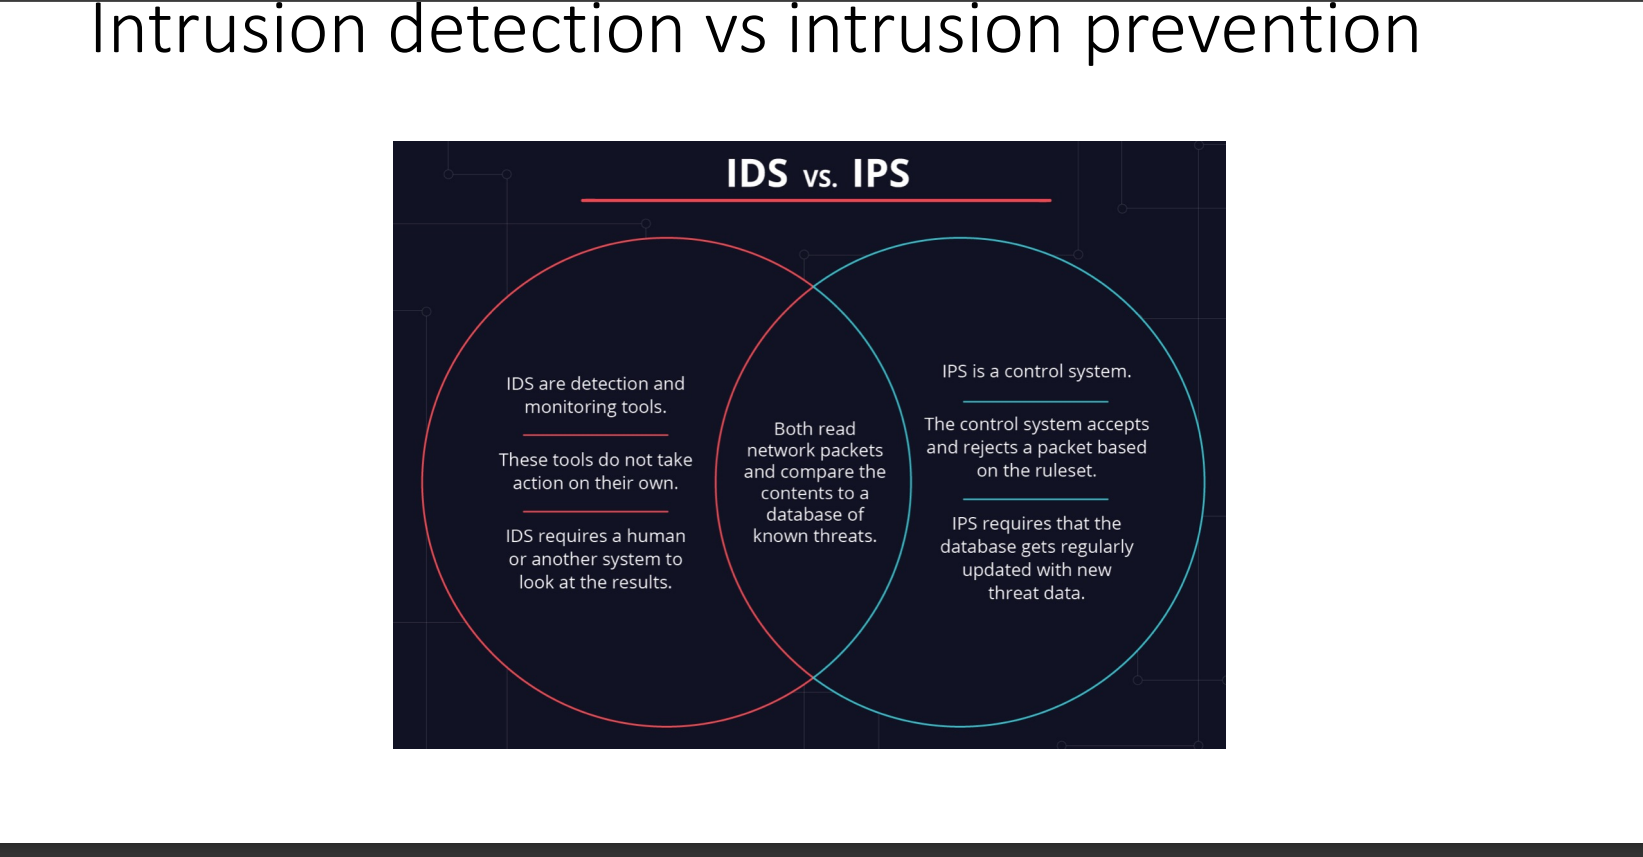 Intrusion detection vs intrusion prevention
IDS vs. IPS
IDS are detection and
monitoring tools.
These tools do not take
action on their own.
IDS requires a human
or another system to
look at the results.
Both read
network packets
and compare the
contents to a
database of
known threats.
IPS is a control system.
The control system accepts
and rejects a packet based
on the ruleset.
IPS requires that the
database gets regularly
updated with new
threat data.